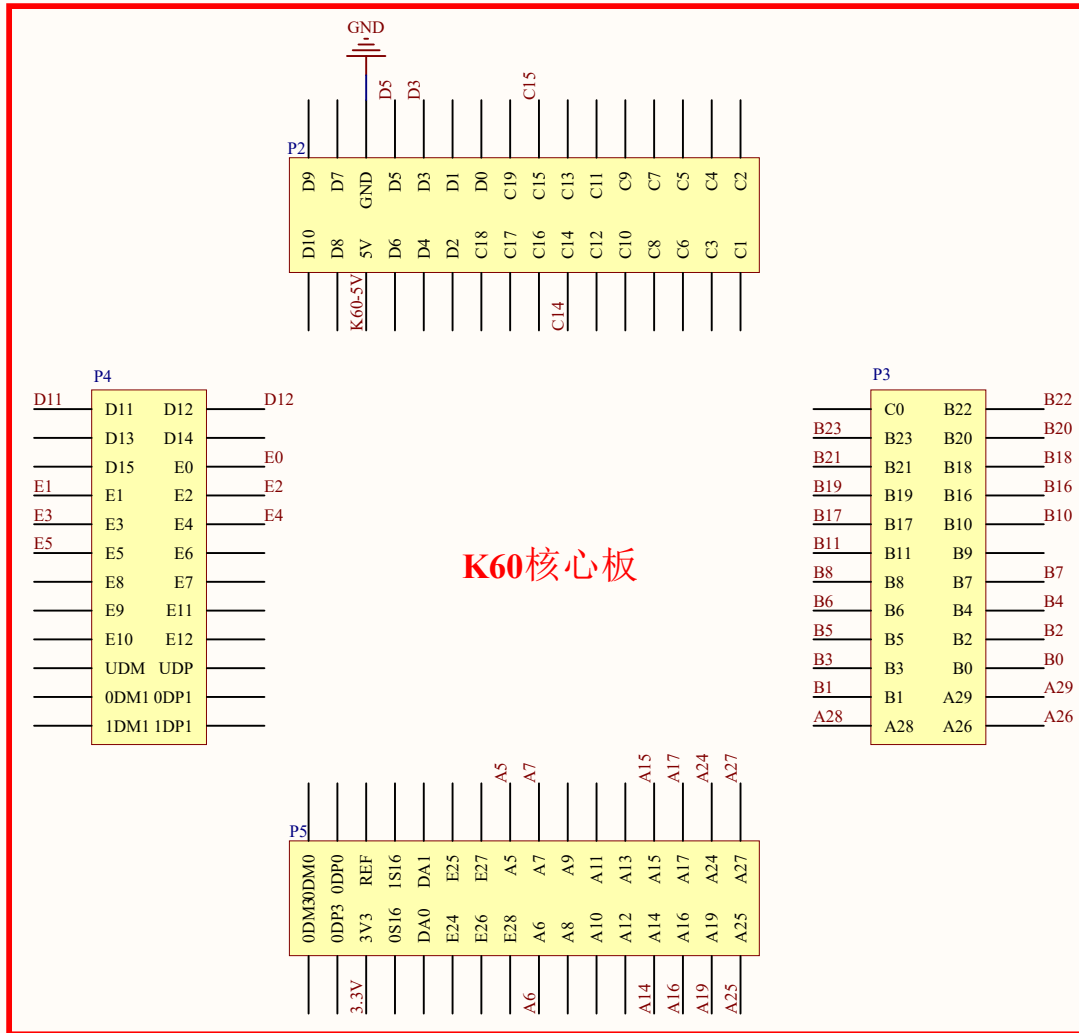 GND
D5 D3 C15
P2
D9 D7 GND D5 D3 D1 D0 C19 C15 C13 C11 C9 C7 C5 C4 C2
D10 D8 5V D6 D4 D2 C18 C17 C16 C14 C12 C10 C8 C6 C3 C1
K60-5V C14
P4
D11 D11 D12 D12
D13 D14
D15 E0 E0
E1 E1 E2 E2
E3 E3 E4 E4
E5 E5 E6
E8 E7
E9 E11
E10 E12
UDM UDP
0DM1 0DP1
1DM1 1DP1
K60核心板
P3
C0 B22 B22
B23 B23 B20 B20
B21 B21 B18 B18
B19 B19 B16 B16
B17 B17 B10 B10
B11 B11 B9
B8 B8 B7 B7
B6 B6 B4 B4
B5 B5 B2 B2
B3 B3 B0 B0
B1 B1 A29 A29
A28 A28 A26 A26
A5 A7 A15 A17 A24 A27
P5
0DM0 0DP0 REF 1S16 DA1 E25 E27 A5 A7 A9 A11 A13 A15 A17 A24 A27
0DM3 0DP3 3V3 0S16 DA0 E24 E26 E28 A6 A8 A10 A12 A14 A16 A19 A25
3.3V A6 A14 A16 A19 A25